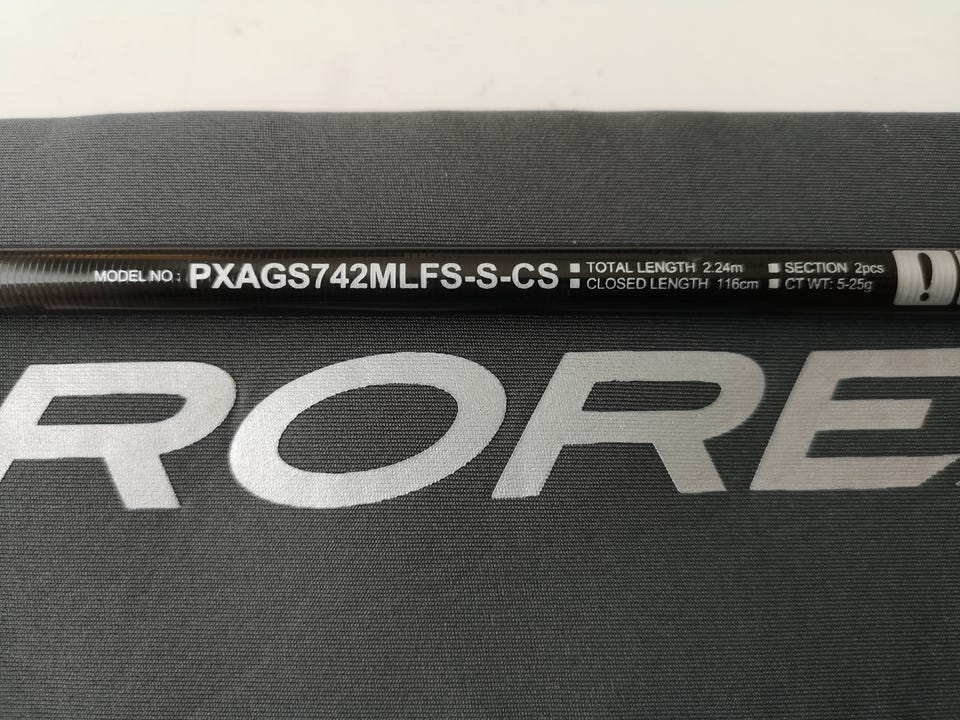 MODEL NO : PXAGS742MLFS-S-CS ■ TOTAL LENGTH 2.24m ■ SECTION 2pcs
■ CLOSED LENGTH 116cm ■ CT WT: 5-25g
RORE